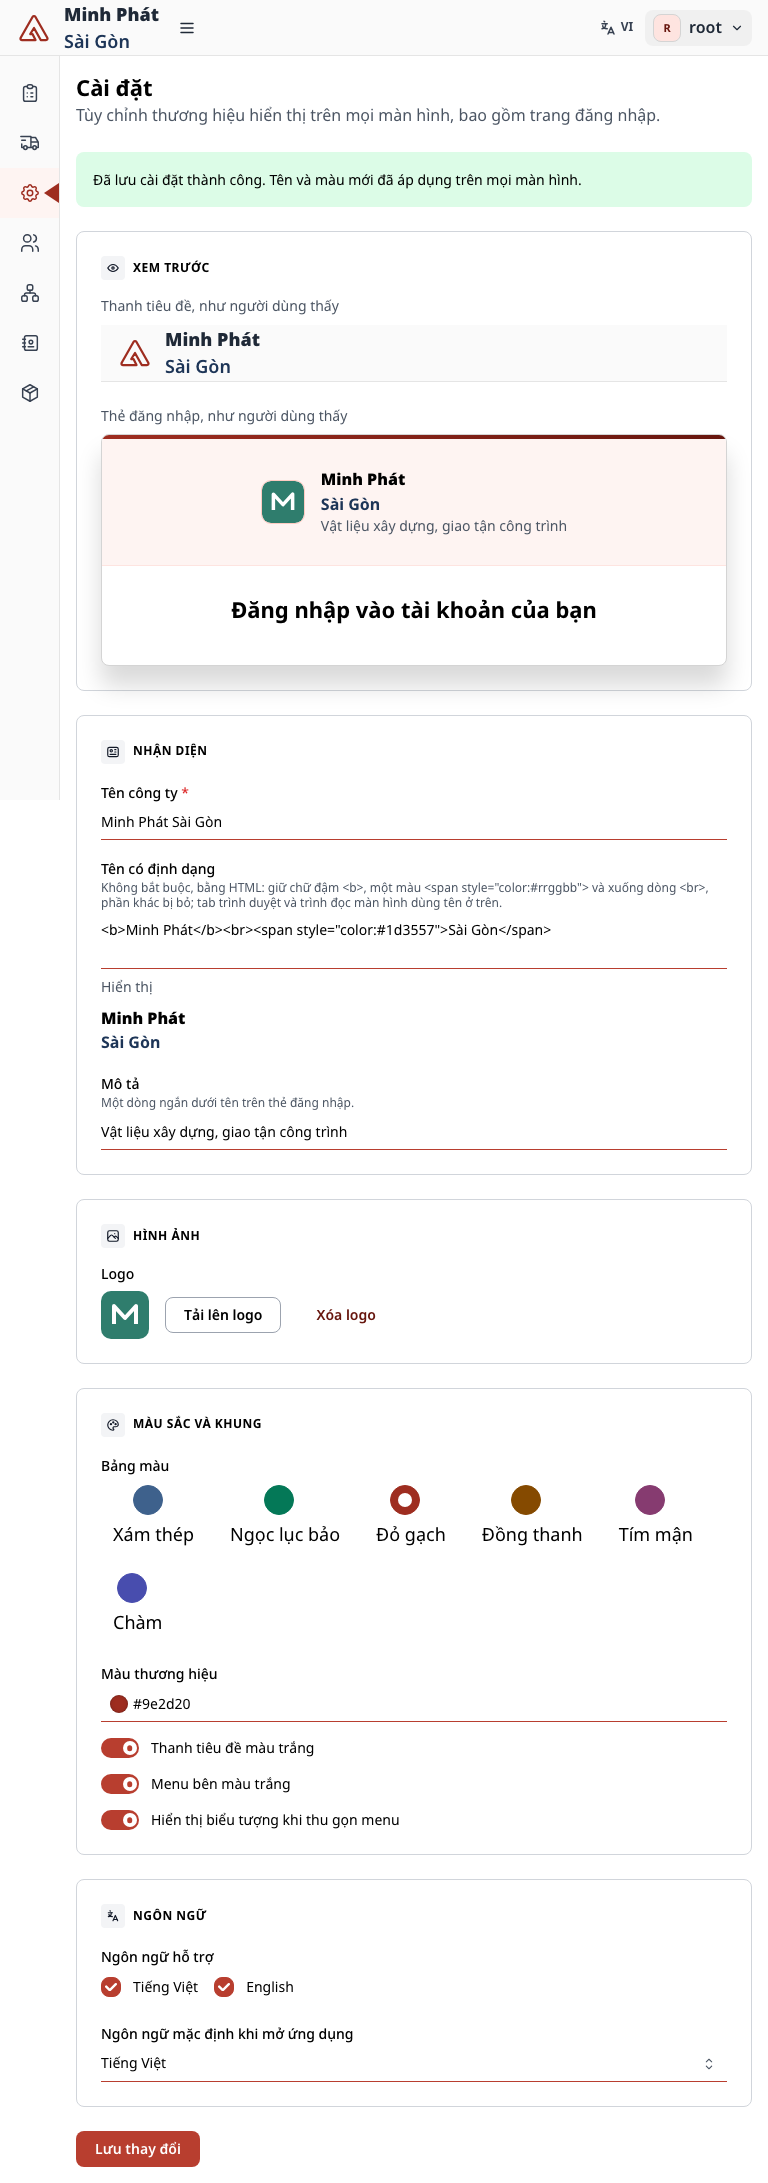 Minh Phát
Sài Gòn
VI
R
root
Cài đặt
Tùy chỉnh thương hiệu hiển thị trên mọi màn hình, bao gồm trang đăng nhập.
Đã lưu cài đặt thành công. Tên và màu mới đã áp dụng trên mọi màn hình.
XEM TRƯỚC
Thanh tiêu đề, như người dùng thấy
Minh Phát
Sài Gòn
Thẻ đăng nhập, như người dùng thấy
M
Minh Phát
Sài Gòn
Vật liệu xây dựng, giao tận công trình
Đăng nhập vào tài khoản của bạn
NHẬN DIỆN
Tên công ty *
Minh Phát Sài Gòn
Tên có định dạng
Không bắt buộc, bằng HTML: giữ chữ đậm <b>, một màu <span style="color:#rrggbb"> và xuống dòng <br>,
phần khác bị bỏ; tab trình duyệt và trình đọc màn hình dùng tên ở trên.
<b>Minh Phát</b><br><span style="color:#1d3557">Sài Gòn</span>
Hiển thị
Minh Phát
Sài Gòn
Mô tả
Một dòng ngắn dưới tên trên thẻ đăng nhập.
Vật liệu xây dựng, giao tận công trình
HÌNH ẢNH
Logo
M
Tải lên logo
Xóa logo
MÀU SẮC VÀ KHUNG
Bảng màu
Xám thép
Ngọc lục bảo
Đỏ gạch
Đồng thanh
Tím mận
Chàm
Màu thương hiệu
#9e2d20
Thanh tiêu đề màu trắng
Menu bên màu trắng
Hiển thị biểu tượng khi thu gọn menu
NGÔN NGỮ
Ngôn ngữ hỗ trợ
Tiếng Việt
English
Ngôn ngữ mặc định khi mở ứng dụng
Tiếng Việt
Lưu thay đổi